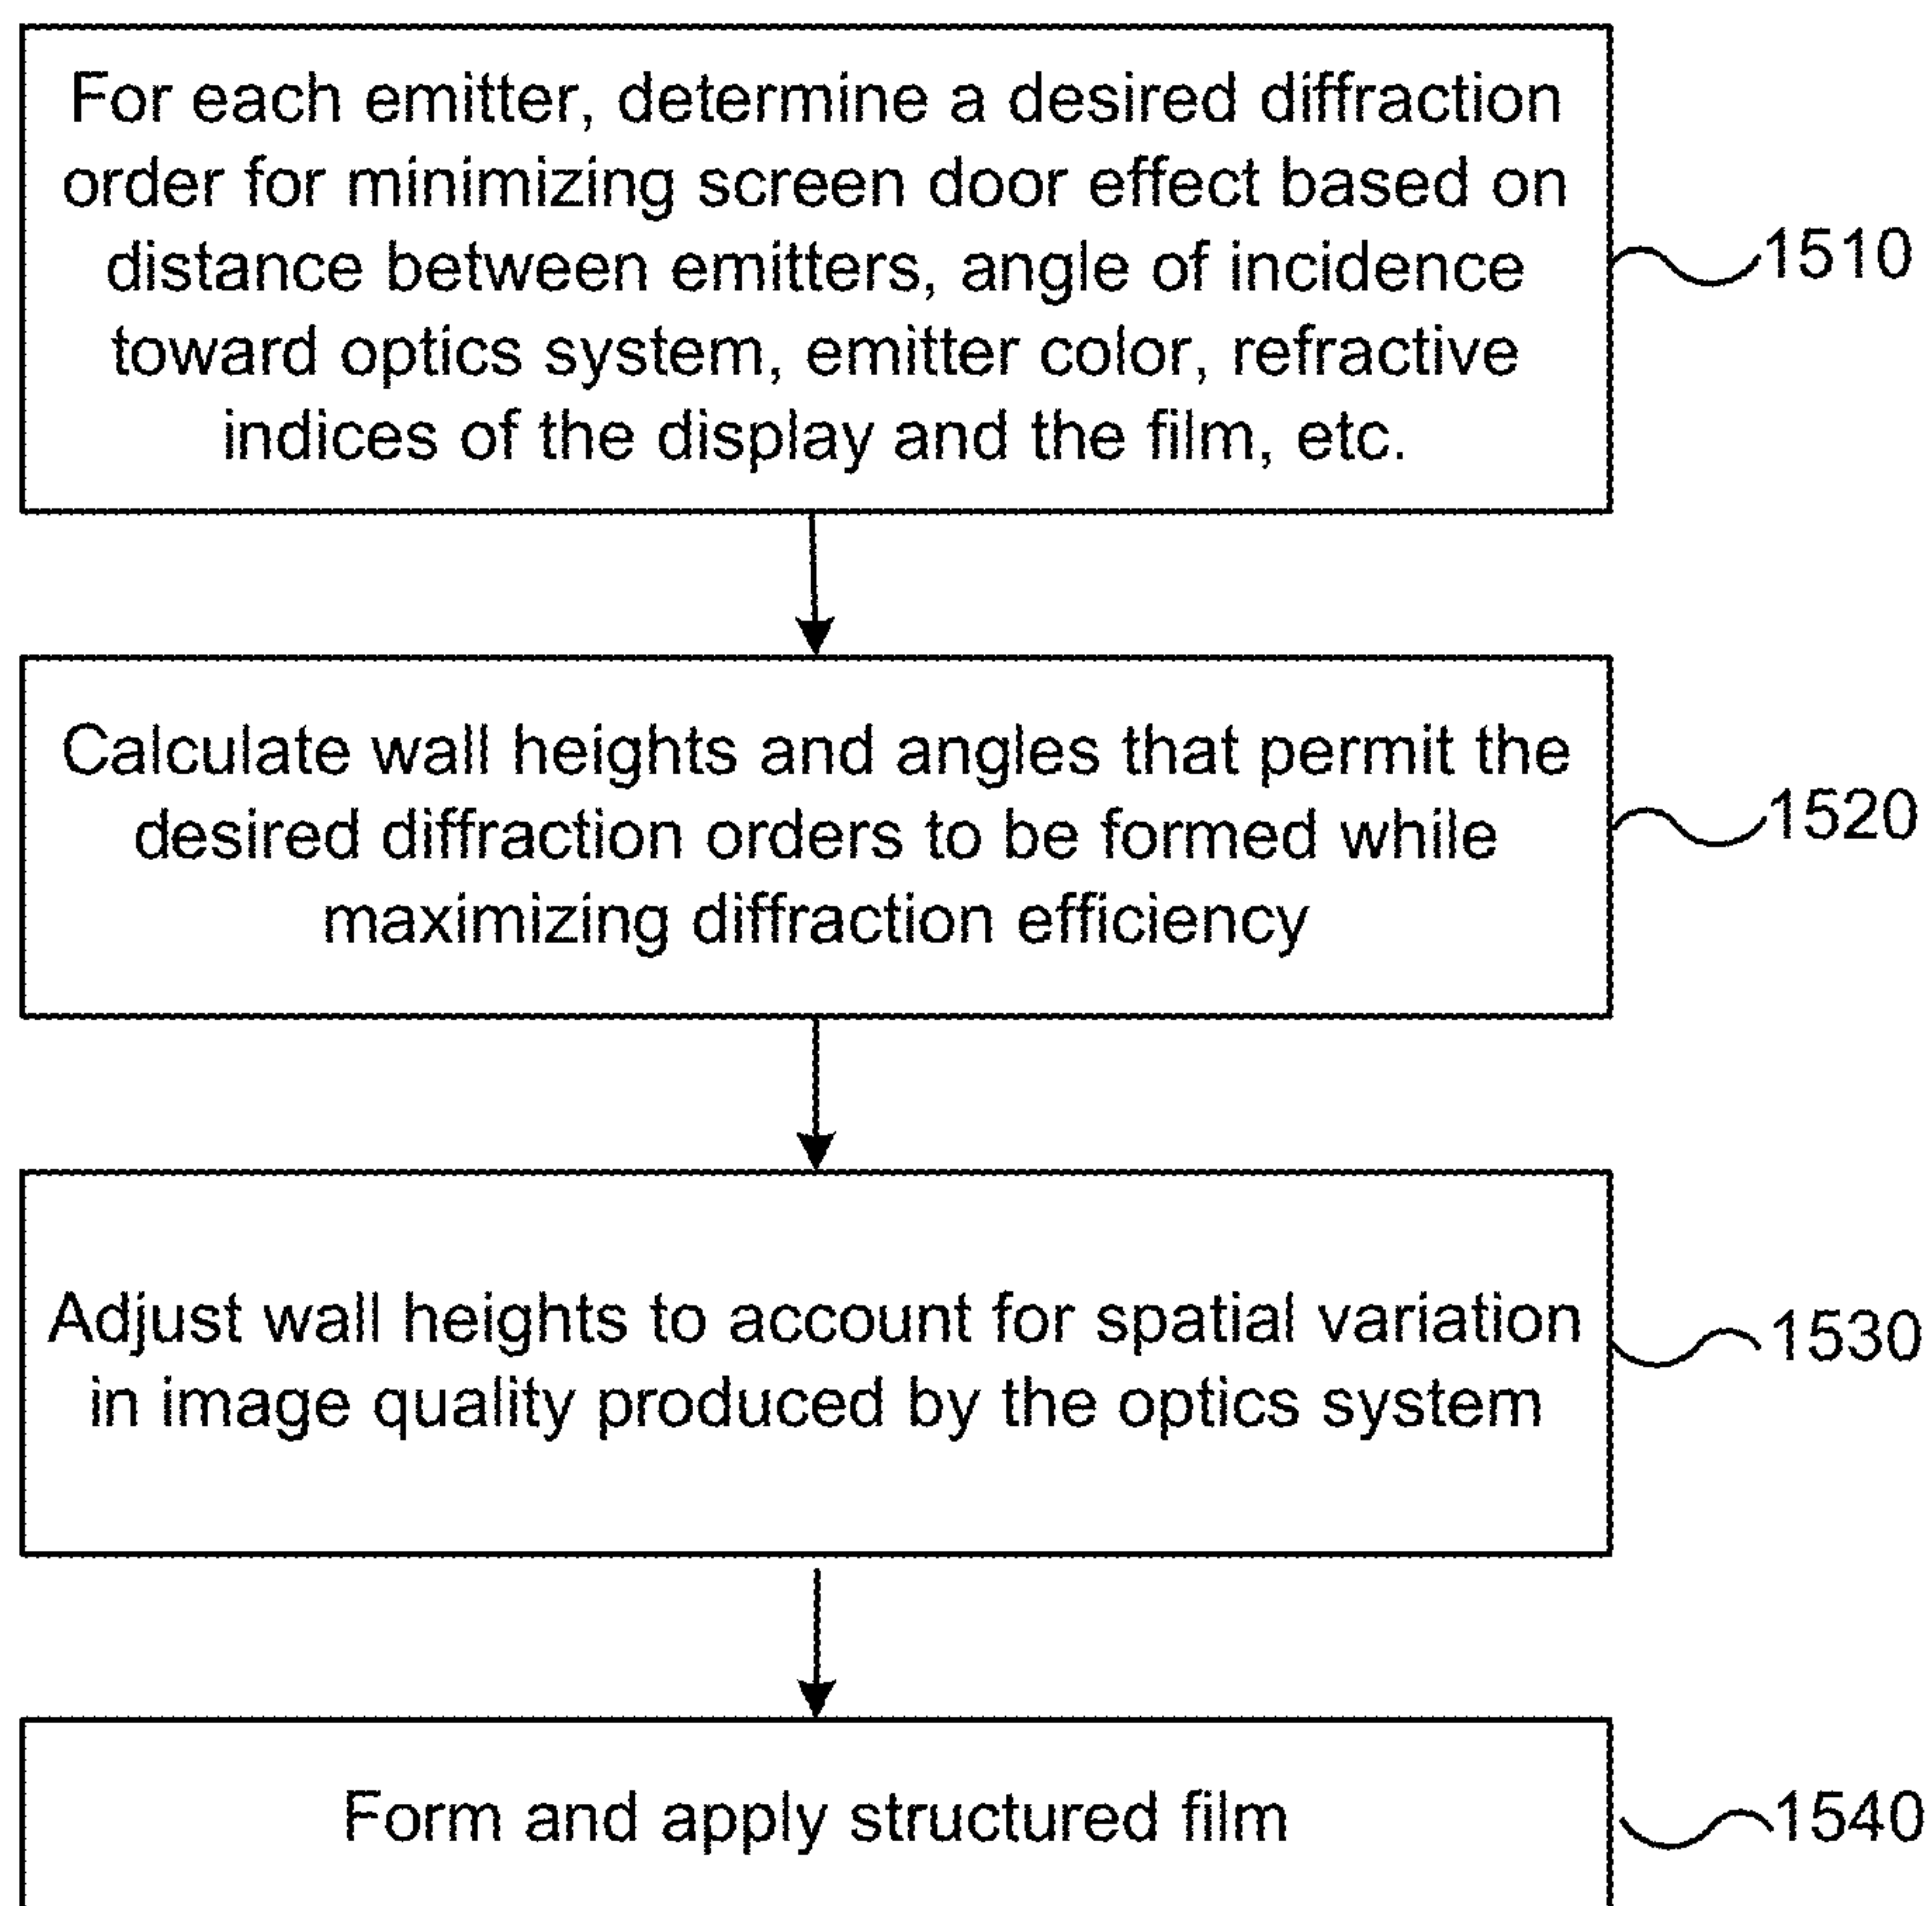 For each emitter, determine a desired diffraction
order for minimizing screen door effect based on
distance between emitters, angle of incidence
toward optics system, emitter color, refractive
indices of the display and the film, etc.
1510
Calculate wall heights and angles that permit the
desired diffraction orders to be formed while
maximizing diffraction efficiency
1520
Adjust wall heights to account for spatial variation
in image quality produced by the optics system
1530
Form and apply structured film
1540